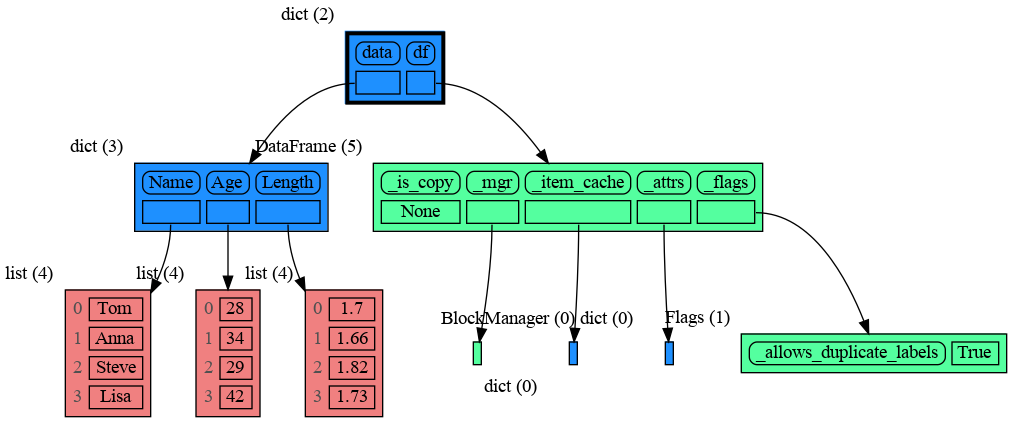 dict (2)
data df
dict (3)
DataFrame (5)
Name Age Length
_is_copy _mgr _item_cache _attrs _flags
None
list (4) list (4) list (4)
0 Tom
1 Anna
2 Steve
3 Lisa
0 28
1 34
2 29
3 42
0 1.7
1 1.66
2 1.82
3 1.73
BlockManager (0) dict (0) Flags (1)
_allows_duplicate_labels True
dict (0)